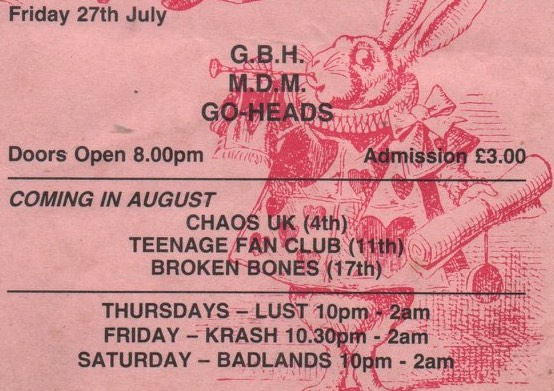 Friday 27th July
G.B.H.
M.D.M.
GO-HEADS
Doors Open 8.00pm Admission £3.00
COMING IN AUGUST
CHAOS UK (4th)
TEENAGE FAN CLUB (11th)
BROKEN BONES (17th)
THURSDAYS – LUST 10pm - 2am
FRIDAY – KRASH 10.30pm - 2am
SATURDAY – BADLANDS 10pm - 2am